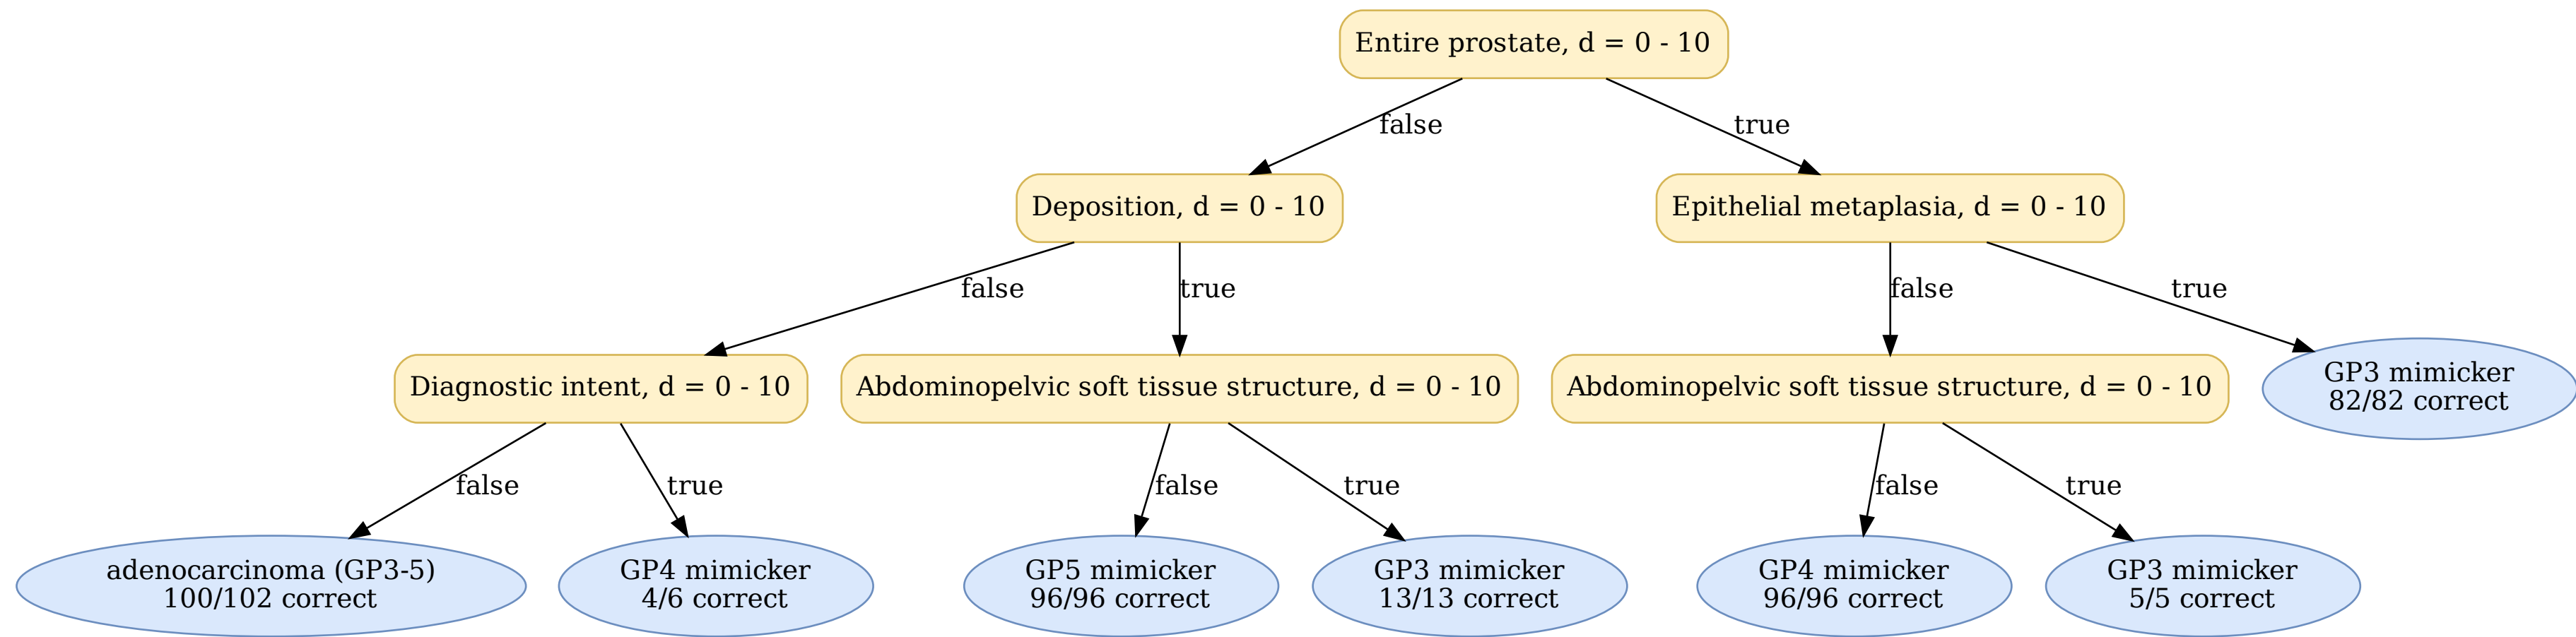 Entire prostate, d = 0 - 10
false
true
Deposition, d = 0 - 10
Epithelial metaplasia, d = 0 - 10
false
true
false
true
Diagnostic intent, d = 0 - 10
Abdominopelvic soft tissue structure, d = 0 - 10
Abdominopelvic soft tissue structure, d = 0 - 10
GP3 mimicker
82/82 correct
false
true
false
true
false
true
adenocarcinoma (GP3-5)
100/102 correct
GP4 mimicker
4/6 correct
GP5 mimicker
96/96 correct
GP3 mimicker
13/13 correct
GP4 mimicker
96/96 correct
GP3 mimicker
5/5 correct